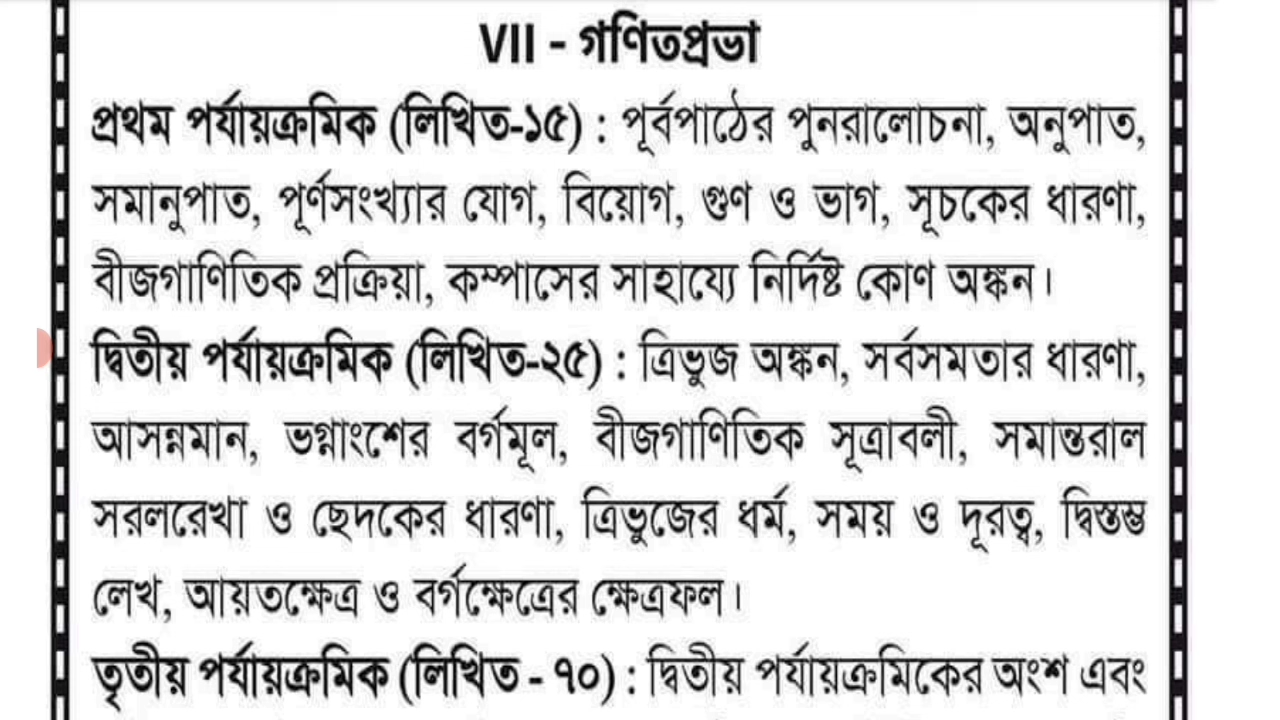 VII - গণিতপ্রভা
প্রথম পর্যায়ক্রমিক (লিখিত-১৫) : পূর্বপাঠের পুনরালোচনা, অনুপাত,
সমানুপাত, পূর্ণসংখ্যার যোগ, বিয়োগ, গুণ ও ভাগ, সূচকের ধারণা,
বীজগাণিতিক প্রক্রিয়া, কম্পাসের সাহায্যে নির্দিষ্ট কোণ অঙ্কন।
দ্বিতীয় পর্যায়ক্রমিক (লিখিত-২৫) : ত্রিভুজ অঙ্কন, সর্বসমতার ধারণা,
আসন্নমান, ভগ্নাংশের বর্গমূল, বীজগাণিতিক সূত্রাবলী, সমান্তরাল
সরলরেখা ও ছেদকের ধারণা, ত্রিভুজের ধর্ম, সময় ও দূরত্ব, দ্বিস্তম্ভ
লেখ, আয়তক্ষেত্র ও বর্গক্ষেত্রের ক্ষেত্রফল।
তৃতীয় পর্যায়ক্রমিক (লিখিত - ৭০) : দ্বিতীয় পর্যায়ক্রমিকের অংশ এবং